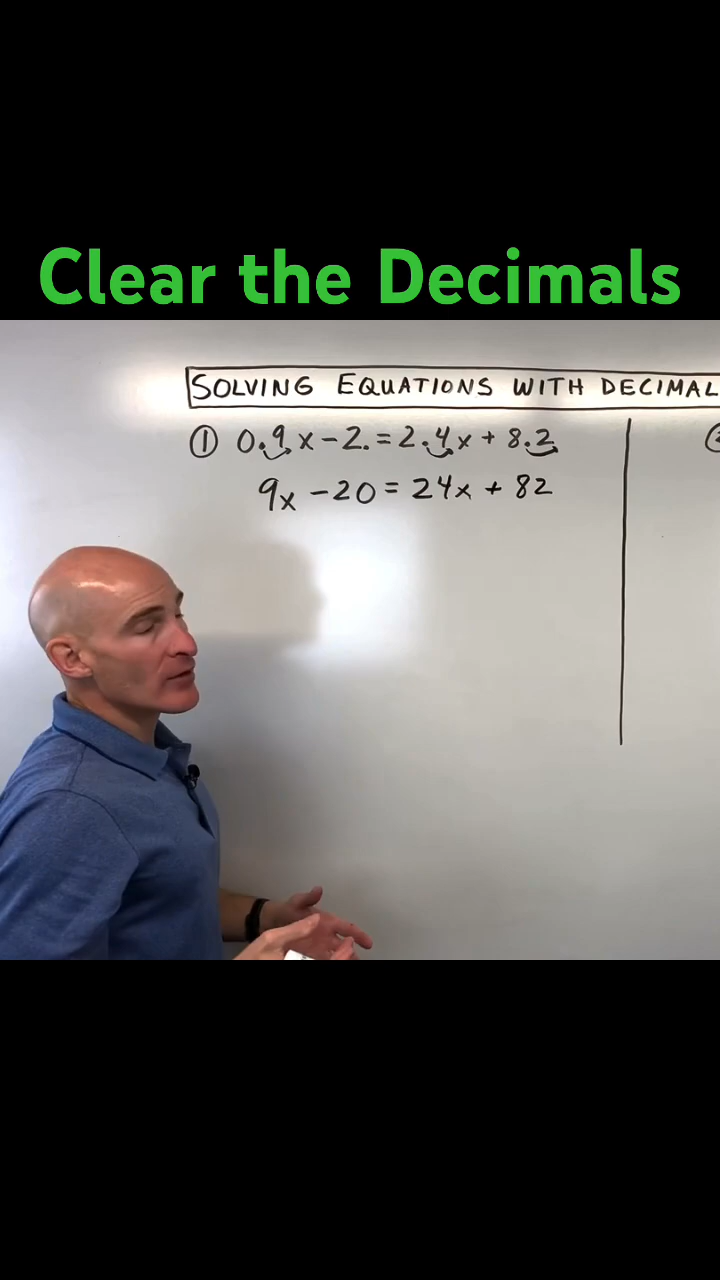 Clear the Decimals
SOLVING EQUATIONS WITH DECIMAL
① 0.9x - 2. = 2.4x + 8.2
9x - 20 = 24x + 82